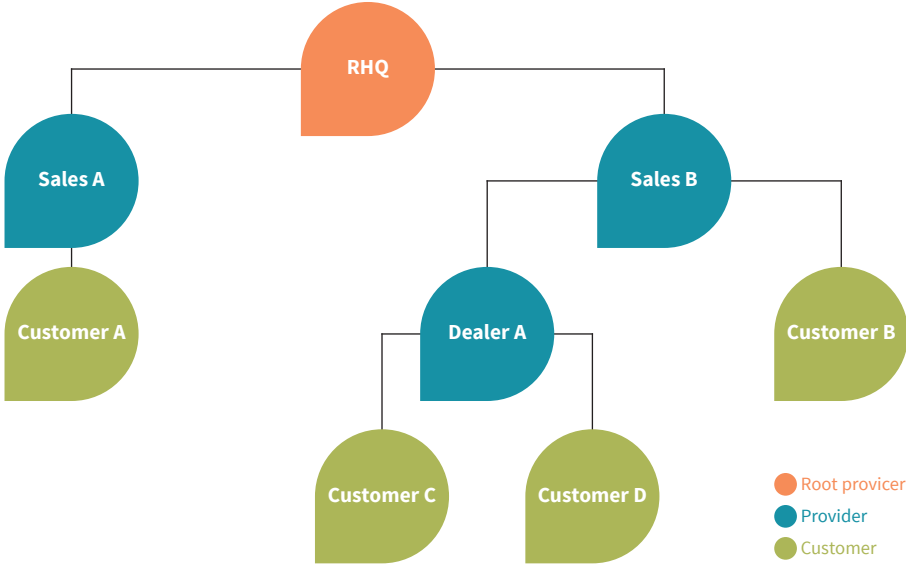 RHQ
Sales A
Sales B
Customer A
Dealer A
Customer B
Customer C
Customer D
Root provicer
Provider
Customer